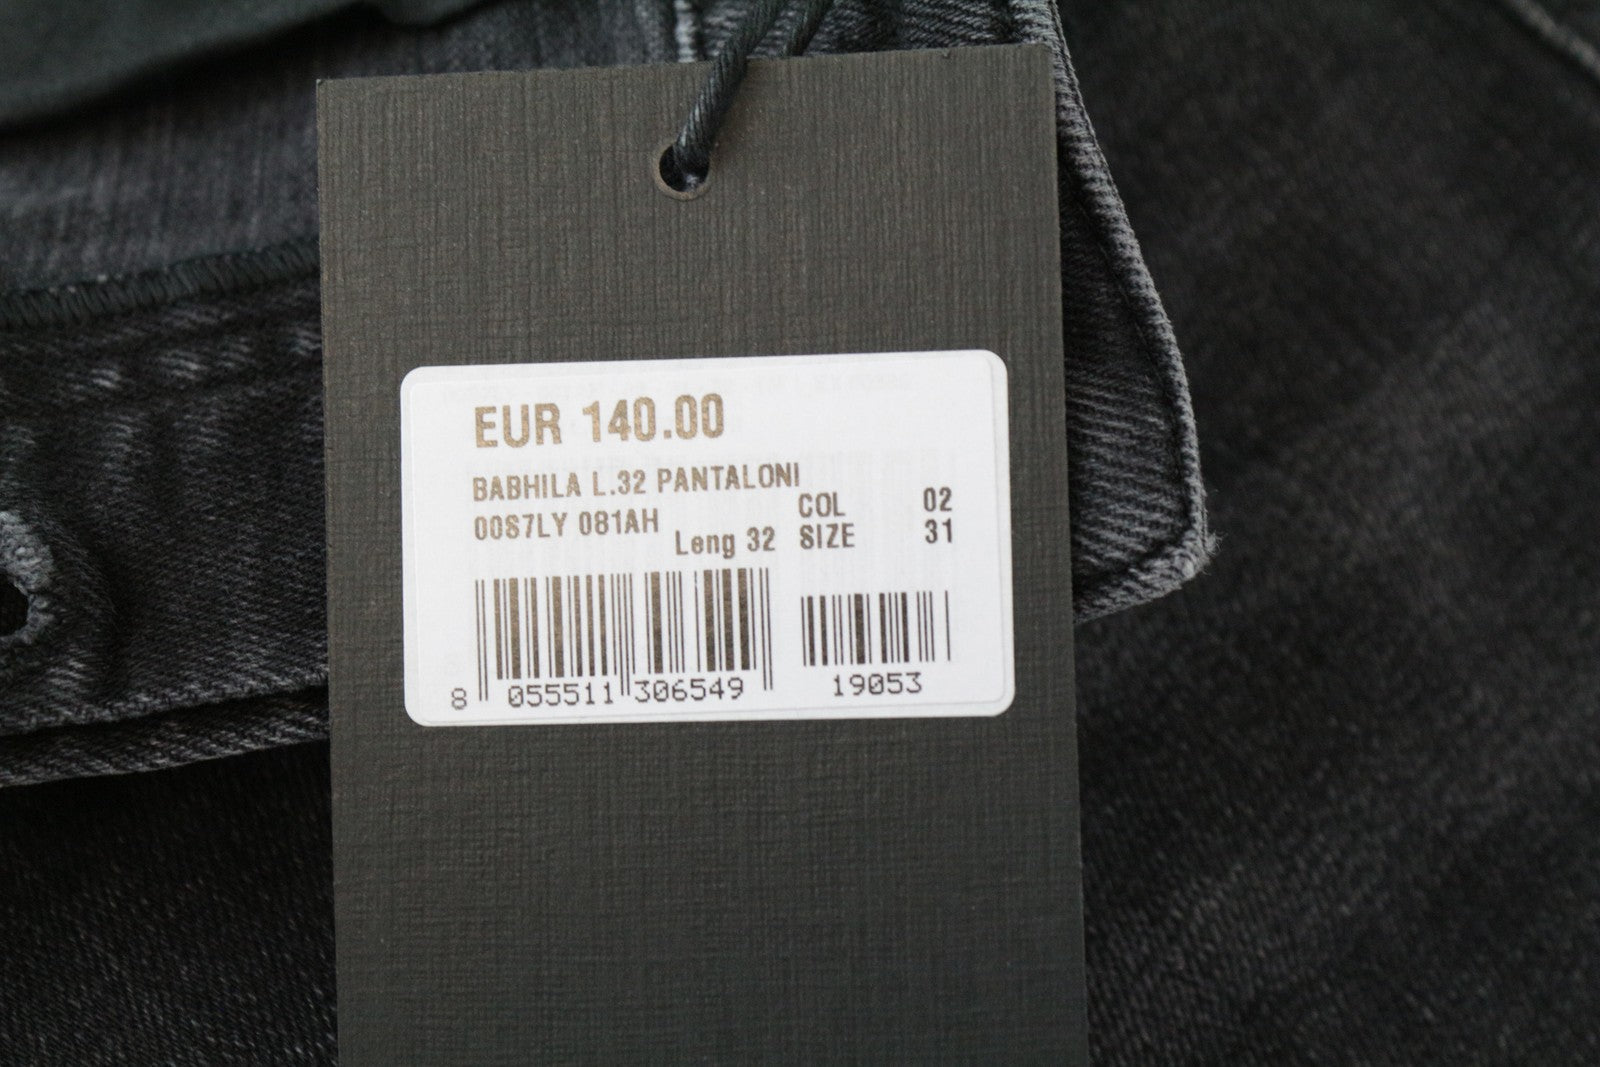 EUR 140.00
BABHILA L.32 PANTALONI
00S7LY 081AH
Leng 32
COL 02
SIZE 31
8 055511 306549
19053